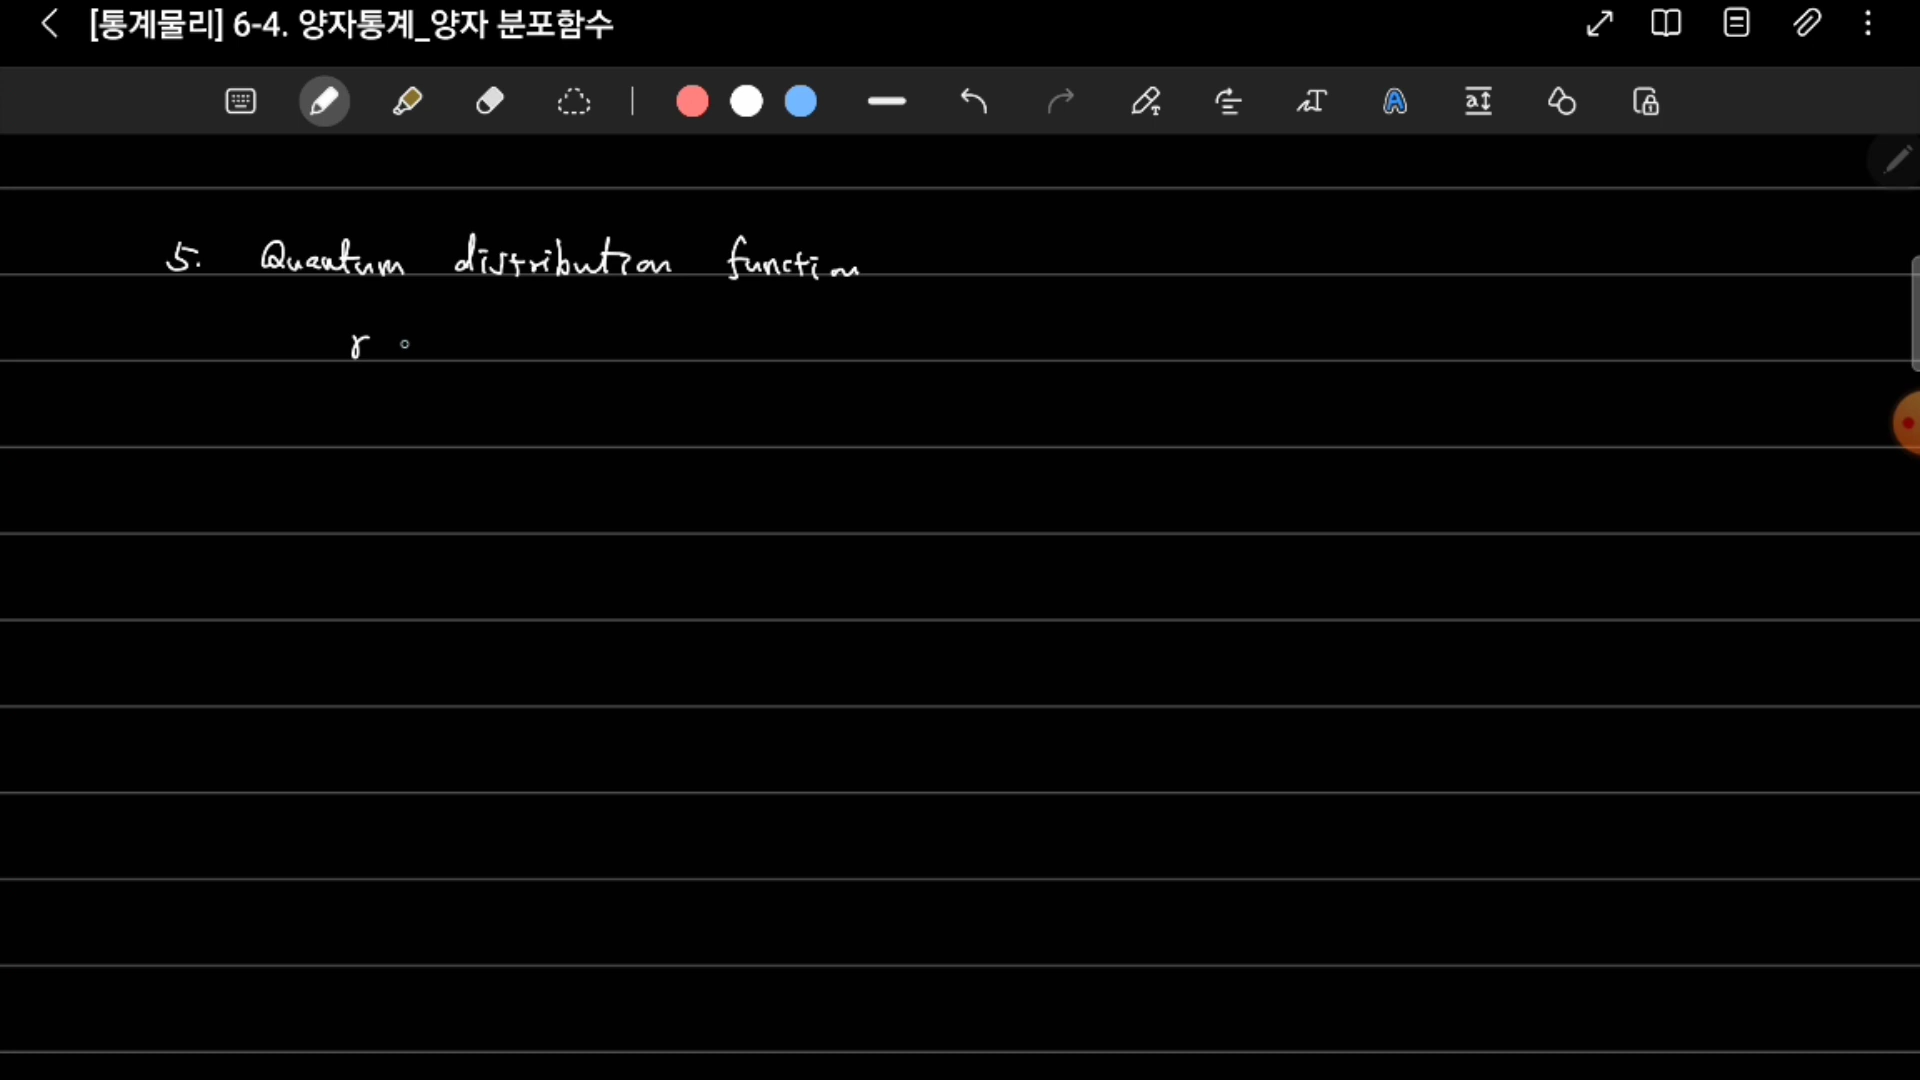 [통계물리] 6-4. 양자통계_양자 분포함수
5. Quantum distribution function
r